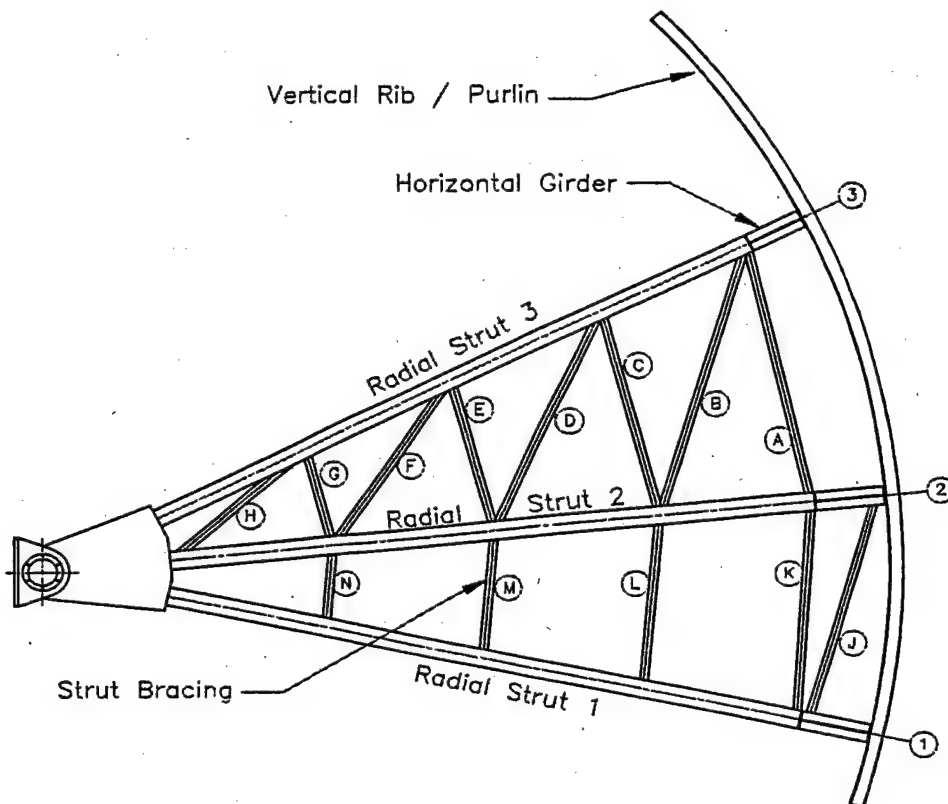 Vertical Rib / Purlin
Horizontal Girder
3
Radial Strut 3
C
E
B
D
A
G
F
H
Radial Strut 2
2
N
M
L
K
J
Strut Bracing
Radial Strut 1
1